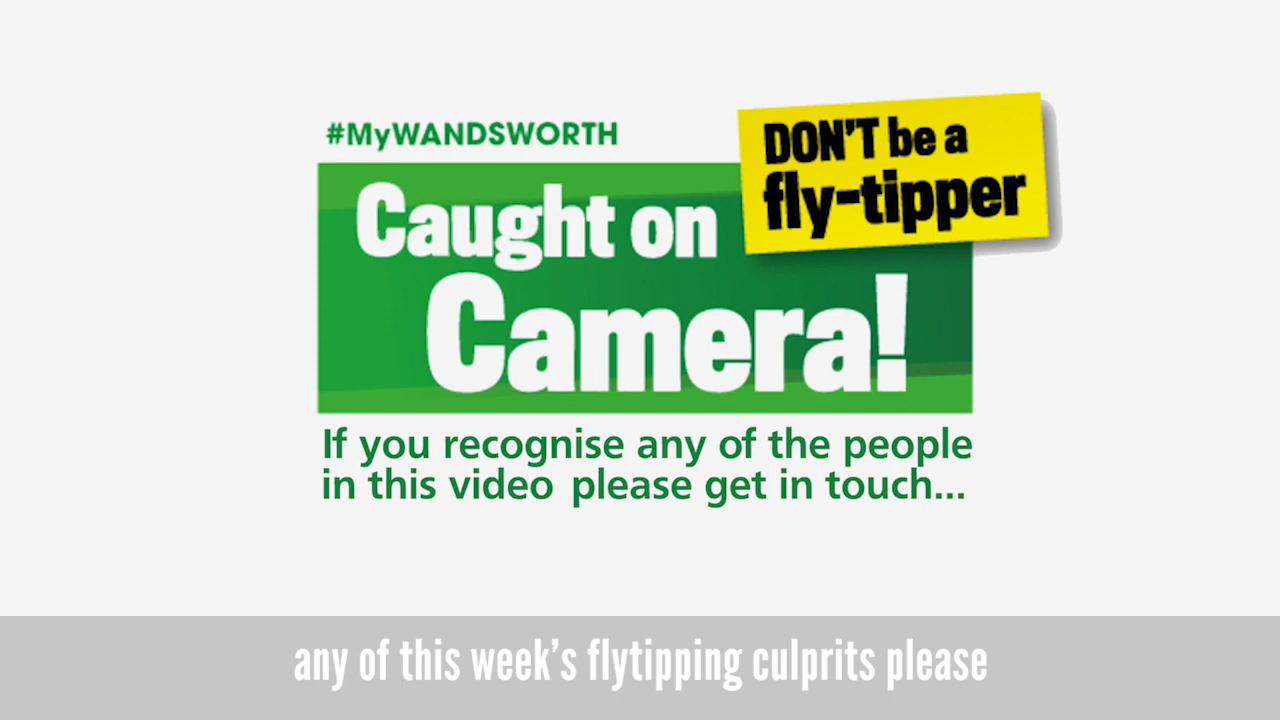 #MyWANDSWORTH
DON'T be a
fly-tipper
Caught on
Camera!
If you recognise any of the people
in this video please get in touch...
any of this week's flytipping culprits please